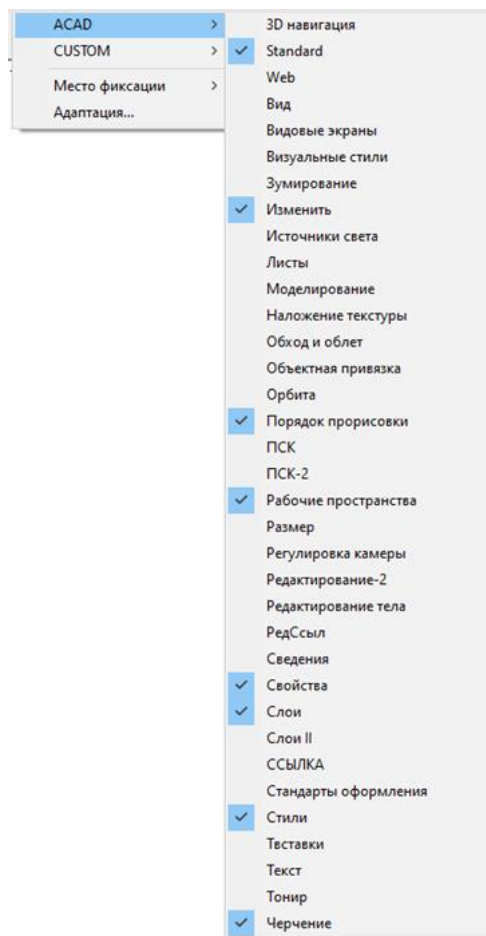 ACAD
CUSTOM
Место фиксации
Адаптация...
3D навигация
Standard
Web
Вид
Видовые экраны
Визуальные стили
Зумирование
Изменить
Источники света
Листы
Моделирование
Наложение текстуры
Обход и облет
Объектная привязка
Орбита
Порядок прорисовки
ПСК
ПСК-2
Рабочие пространства
Размер
Регулировка камеры
Редактирование-2
Редактирование тела
РедСсыл
Сведения
Свойства
Слои
Слои II
ССЫЛКА
Стандарты оформления
Стили
Твставки
Текст
Тонир
Черчение